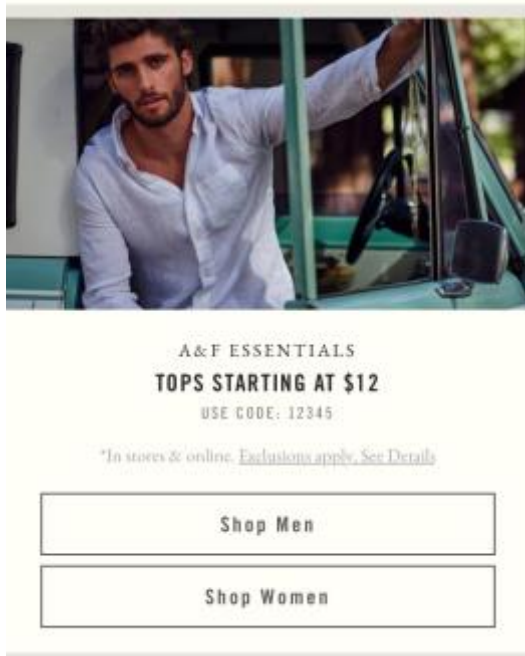 A&F ESSENTIALS
TOPS STARTING AT $12
USE CODE: 12345
*In stores & online. Exclusions apply. See Details
Shop Men
Shop Women